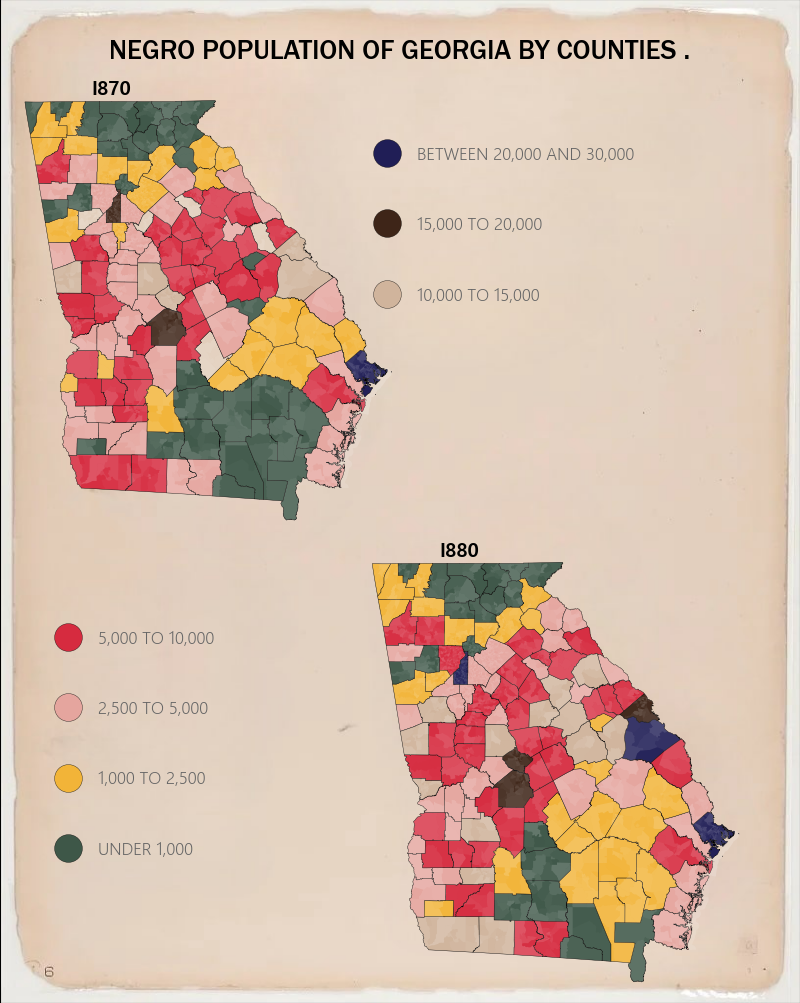 NEGRO POPULATION OF GEORGIA BY COUNTIES .
1870
BETWEEN 20,000 AND 30,000
15,000 TO 20,000
10,000 TO 15,000
1880
5,000 TO 10,000
2,500 TO 5,000
1,000 TO 2,500
UNDER 1,000
6